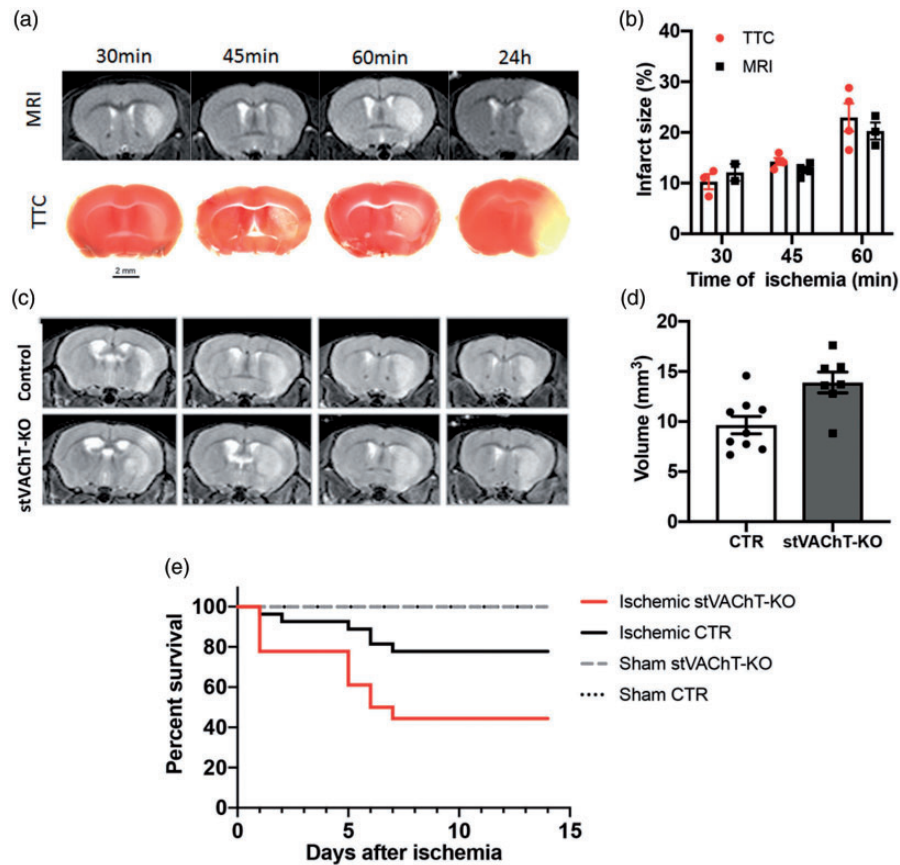 (a)
30min 45min 60min 24h
MRI
TTC
2 mm
(b)
TTC
MRI
Infarct size (%)
40
30
20
10
0
30 45 60
Time of ischemia (min)
(c)
Control
stVAChT-KO
(d)
Volume (mm³)
20
15
10
5
0
CTR stVAChT-KO
(e)
Percent survival
100
80
60
40
20
0
0 5 10 15
Days after ischemia
Ischemic stVAChT-KO
Ischemic CTR
Sham stVAChT-KO
Sham CTR